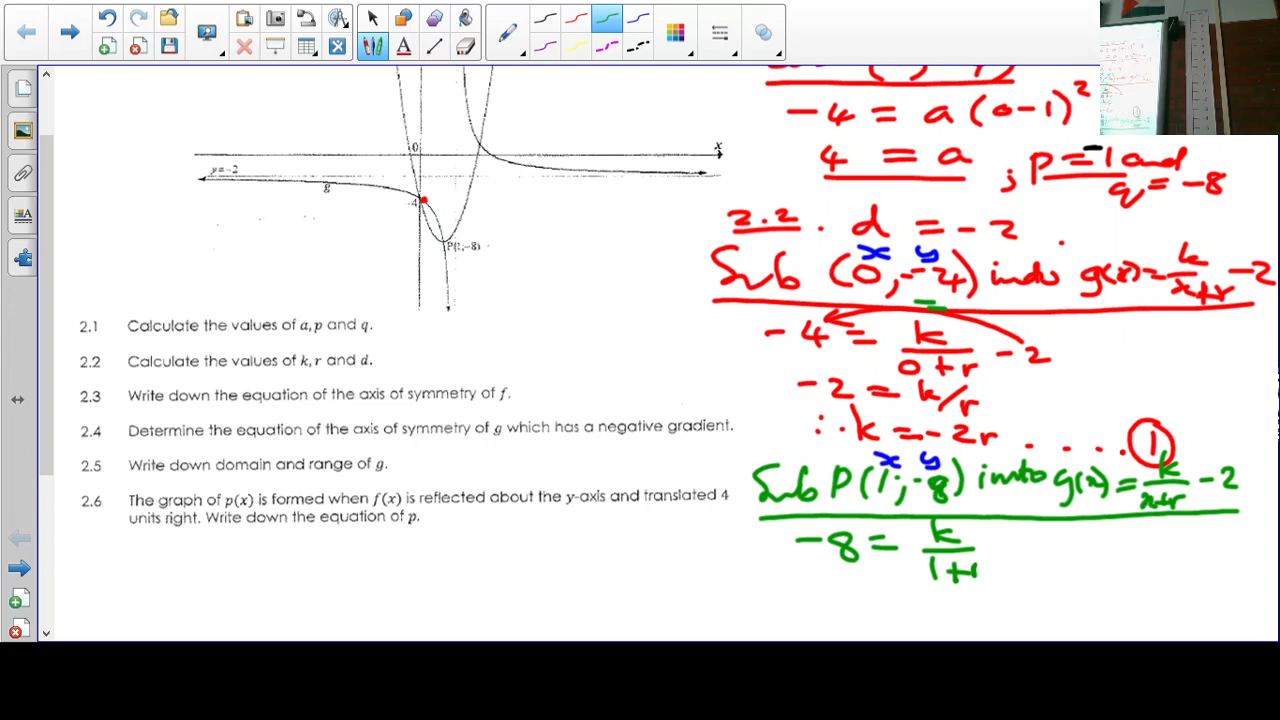 0
x
y=-2
g
-4
P(1;-8)
2.1 Calculate the values of a, p and q.
2.2 Calculate the values of k, r and d.
2.3 Write down the equation of the axis of symmetry of f.
2.4 Determine the equation of the axis of symmetry of g which has a negative gradient.
2.5 Write down domain and range of g.
2.6 The graph of p(x) is formed when f(x) is reflected about the y-axis and translated 4
units right. Write down the equation of p.
-4 = a(0-1)²
4 = a ; p = -1 and
q = -8
2.2. d = -2
x y
Sub (0;-4) into g(x)=k/x+r -2
-4 = k/0+r -2
-2 = k/r
∴k = -2r . . . . ①
x y
Sub P(1;-8) into g(x)=k/x+r -2
-8 = k/1+r